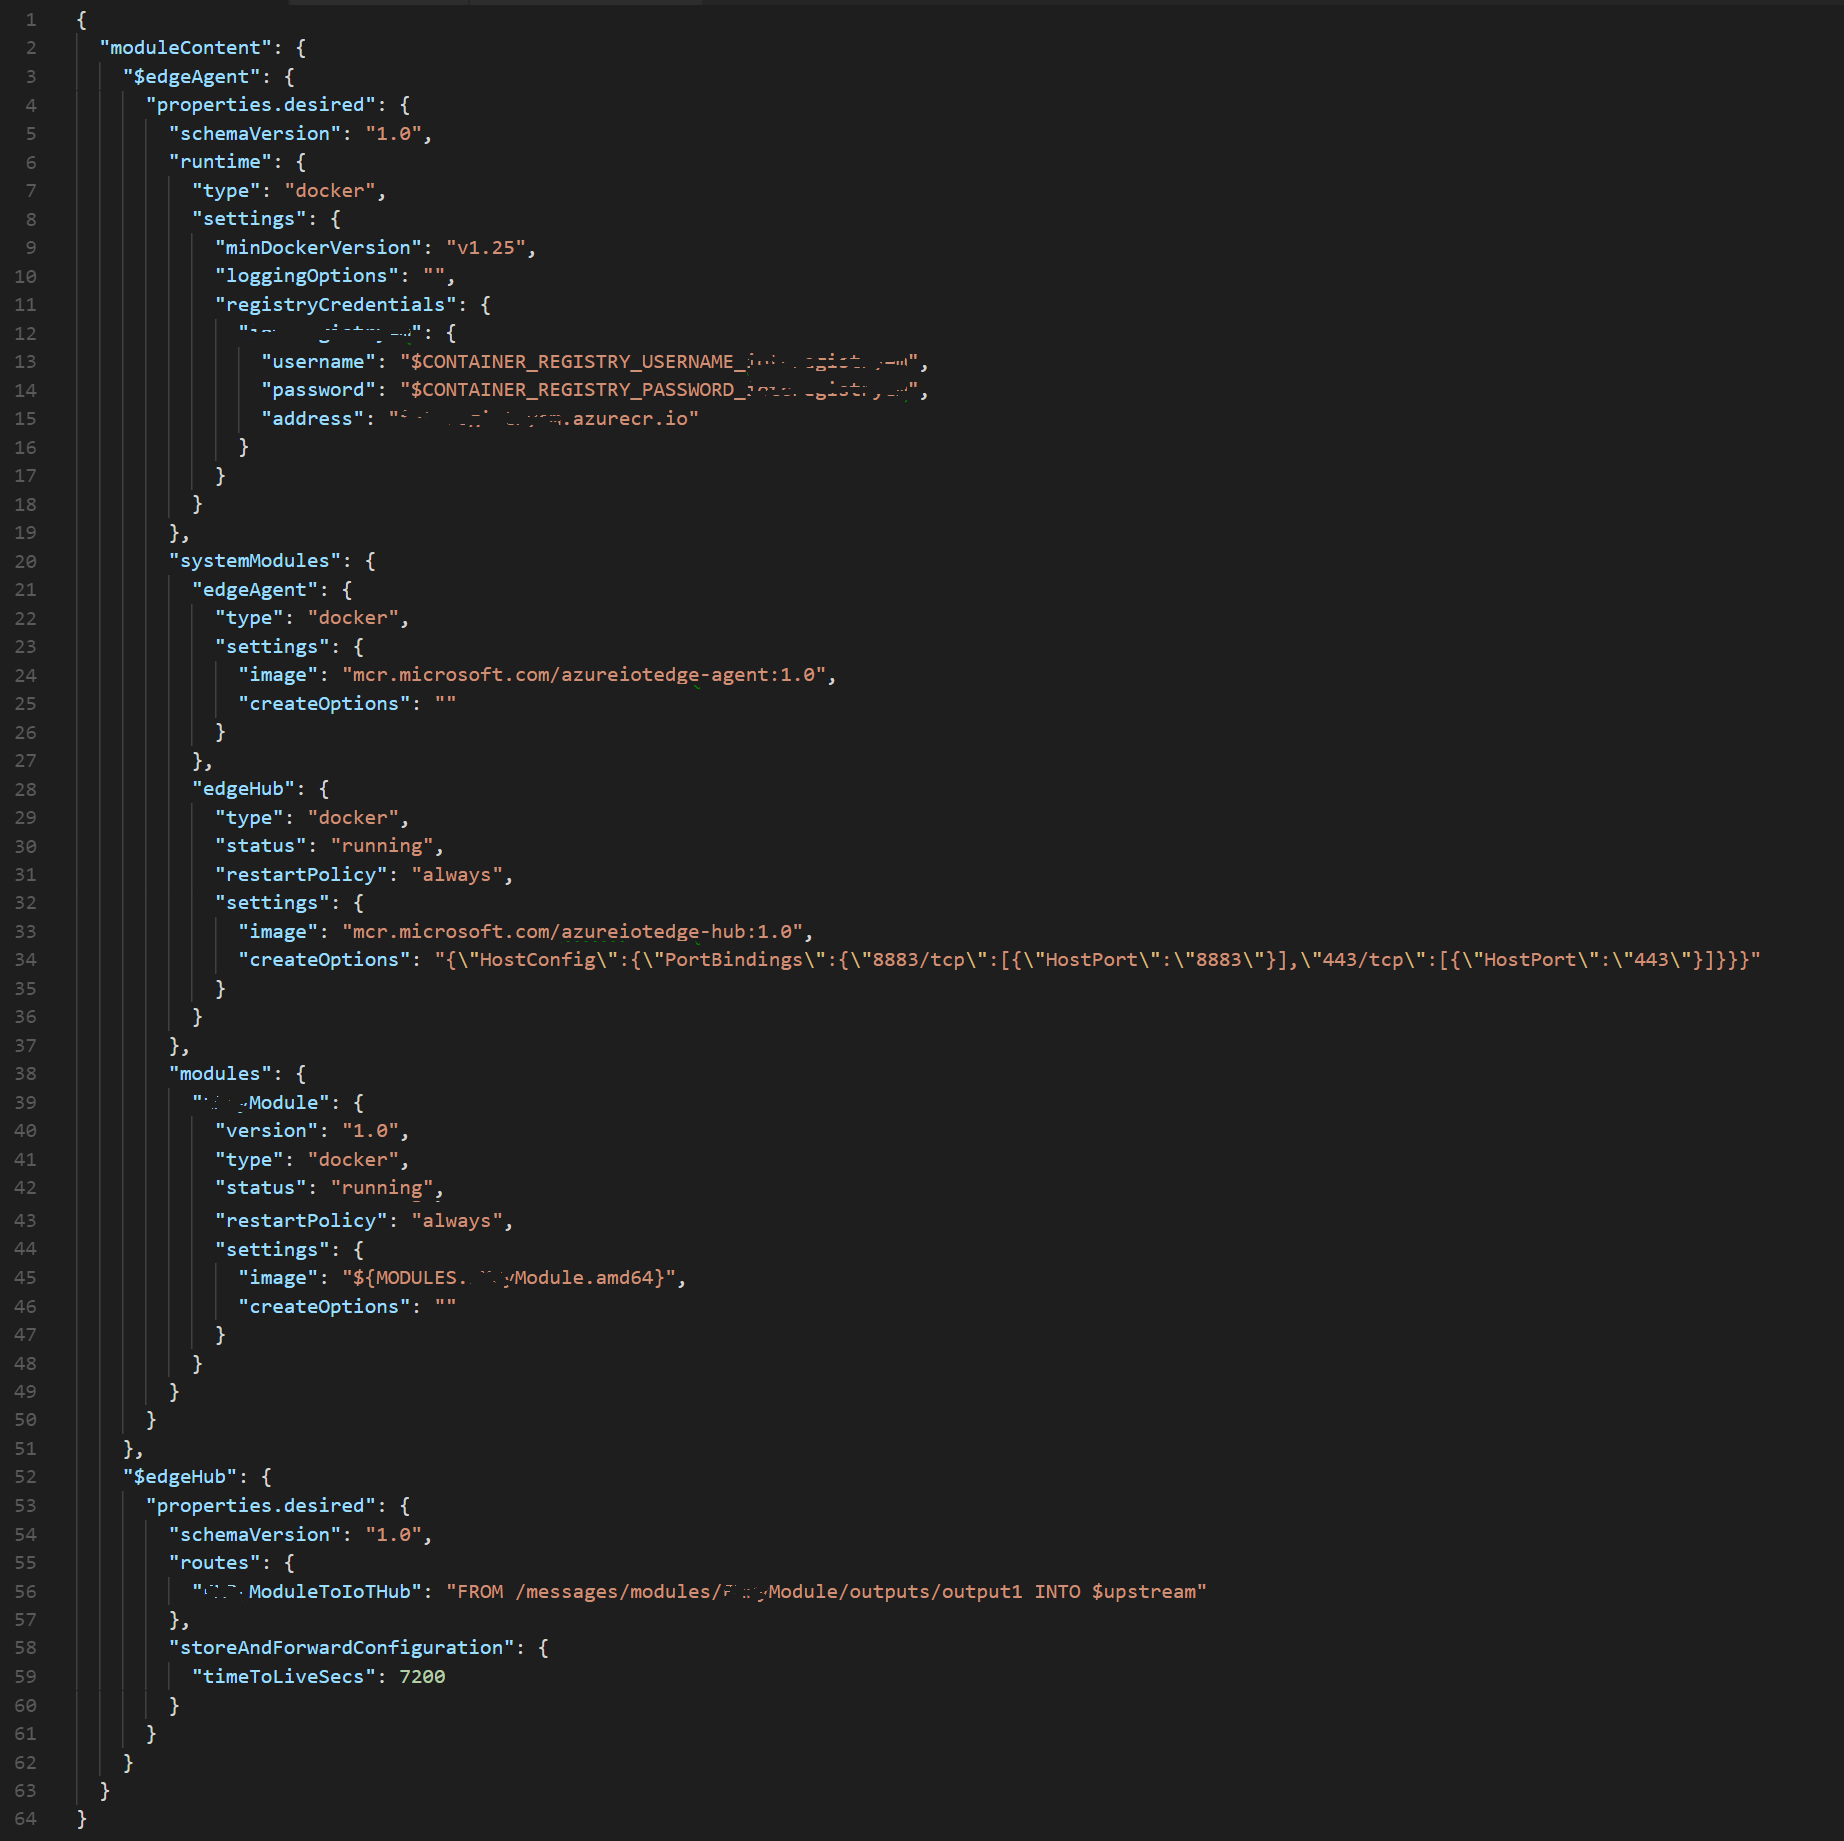 1 {
2 "moduleContent": {
3 "$edgeAgent": {
4 "properties.desired": {
5 "schemaVersion": "1.0",
6 "runtime": {
7 "type": "docker",
8 "settings": {
9 "minDockerVersion": "v1.25",
10 "loggingOptions": "",
11 "registryCredentials": {
12 "": {
13 "username": "$CONTAINER_REGISTRY_USERNAME_",
14 "password": "$CONTAINER_REGISTRY_PASSWORD_",
15 "address": ".azurecr.io"
16 }
17 }
18 }
19 },
20 "systemModules": {
21 "edgeAgent": {
22 "type": "docker",
23 "settings": {
24 "image": "mcr.microsoft.com/azureiotedge-agent:1.0",
25 "createOptions": ""
26 }
27 },
28 "edgeHub": {
29 "type": "docker",
30 "status": "running",
31 "restartPolicy": "always",
32 "settings": {
33 "image": "mcr.microsoft.com/azureiotedge-hub:1.0",
34 "createOptions": "{\"HostConfig\":{\"PortBindings\":{\"8883/tcp\":[{\"HostPort\":\"8883\"}],\"443/tcp\":[{\"HostPort\":\"443\"}]}}}"
35 }
36 }
37 },
38 "modules": {
39 "Module": {
40 "version": "1.0",
41 "type": "docker",
42 "status": "running",
43 "restartPolicy": "always",
44 "settings": {
45 "image": "${MODULES.Module.amd64}",
46 "createOptions": ""
47 }
48 }
49 }
50 }
51 },
52 "$edgeHub": {
53 "properties.desired": {
54 "schemaVersion": "1.0",
55 "routes": {
56 "ModuleToIoTHub": "FROM /messages/modules/Module/outputs/output1 INTO $upstream"
57 },
58 "storeAndForwardConfiguration": {
59 "timeToLiveSecs": 7200
60 }
61 }
62 }
63 }
64 }